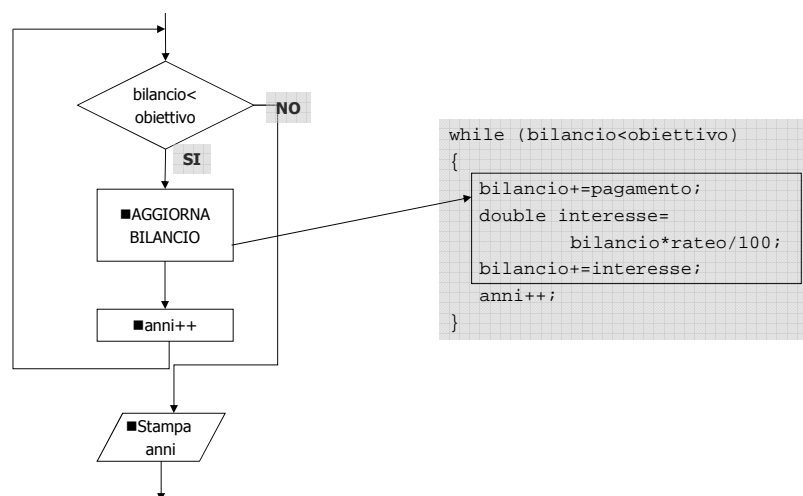 bilancio<
obiettivo
NO
SI
■AGGIORNA
BILANCIO
■anni++
■Stampa
anni
while (bilancio<obiettivo)
{
bilancio+=pagamento;
double interesse=
bilancio*rateo/100;
bilancio+=interesse;
anni++;
}